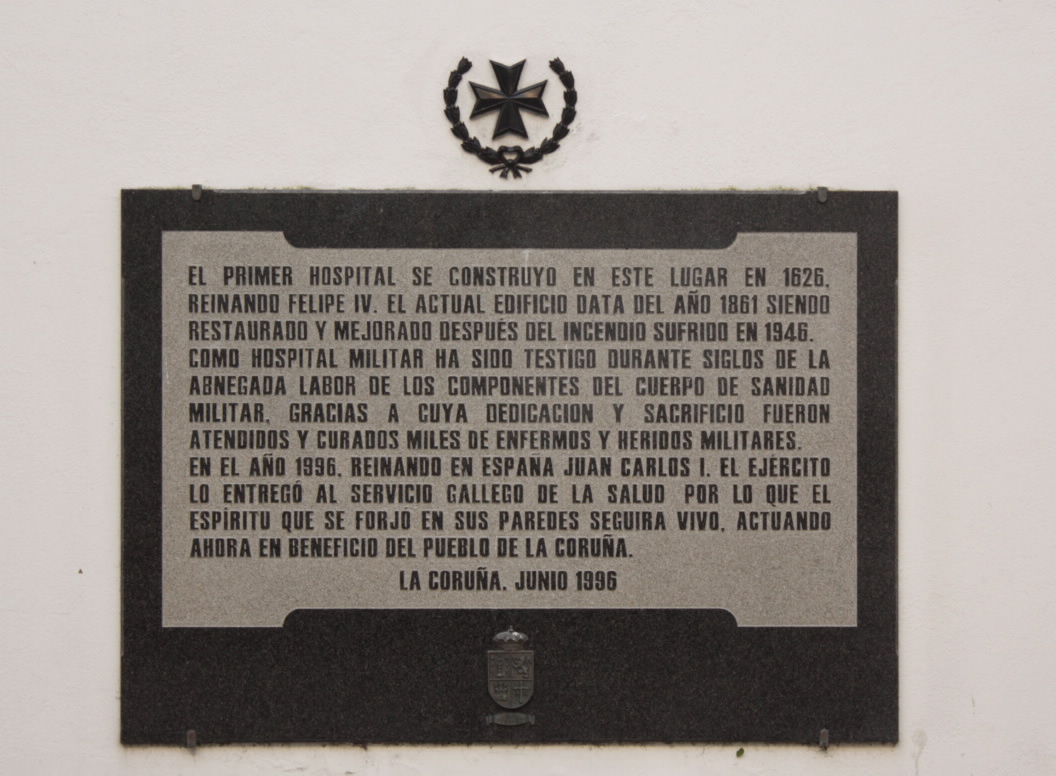 EL PRIMER HOSPITAL SE CONSTRUYO EN ESTE LUGAR EN 1626,
REINANDO FELIPE IV. EL ACTUAL EDIFICIO DATA DEL AÑO 1861 SIENDO
RESTAURADO Y MEJORADO DESPUÉS DEL INCENDIO SUFRIDO EN 1946.
COMO HOSPITAL MILITAR HA SIDO TESTIGO DURANTE SIGLOS DE LA
ABNEGADA LABOR DE LOS COMPONENTES DEL CUERPO DE SANIDAD
MILITAR, GRACIAS A CUYA DEDICACION Y SACRIFICIO FUERON
ATENDIDOS Y CURADOS MILES DE ENFERMOS Y HERIDOS MILITARES.
EN EL AÑO 1996, REINANDO EN ESPAÑA JUAN CARLOS I, EL EJÉRCITO
LO ENTREGÓ AL SERVICIO GALLEGO DE LA SALUD POR LO QUE EL
ESPÍRITU QUE SE FORJO EN SUS PAREDES SEGUIRA VIVO, ACTUANDO
AHORA EN BENEFICIO DEL PUEBLO DE LA CORUÑA.
LA CORUÑA, JUNIO 1996